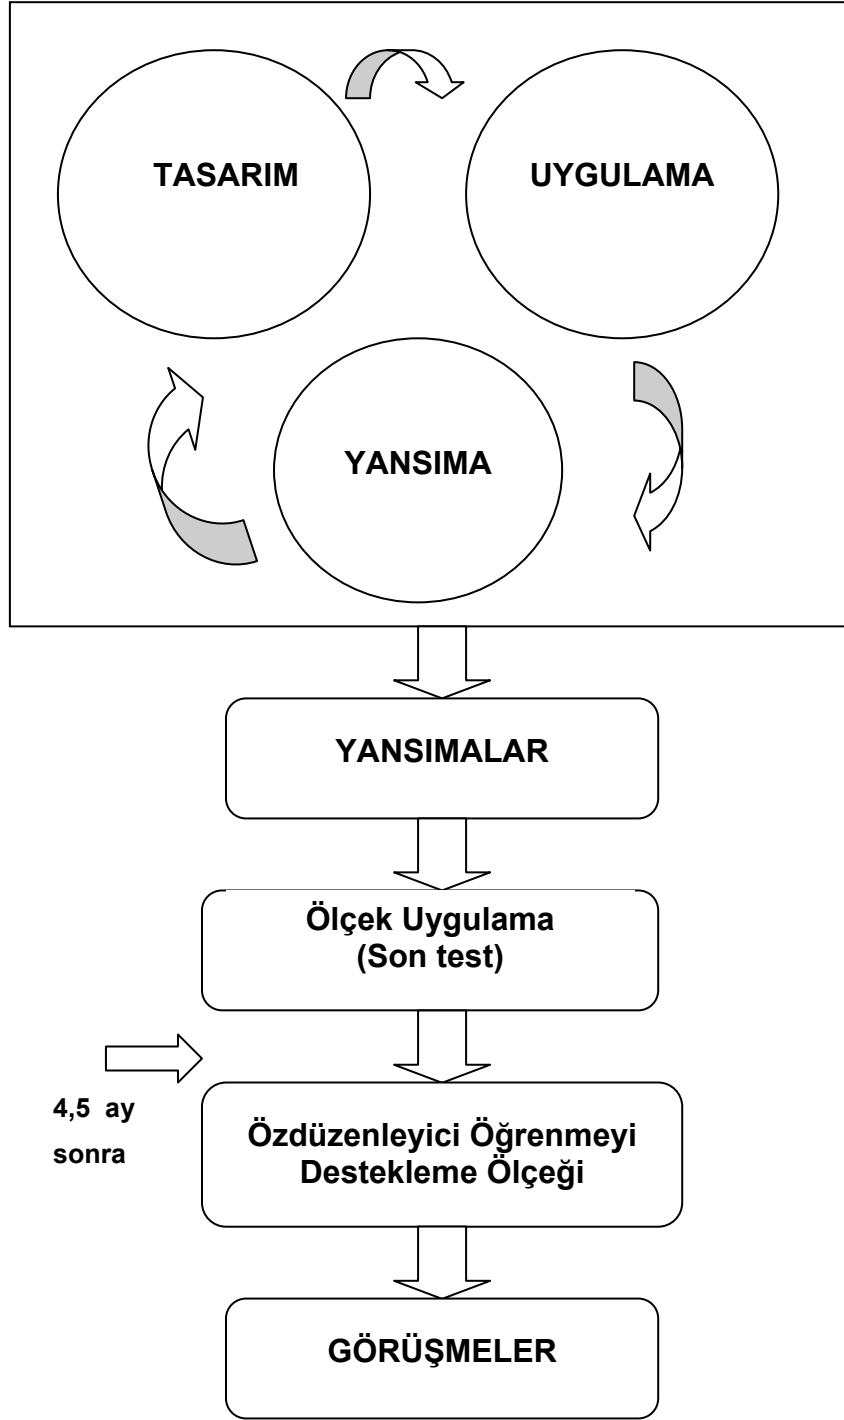 TASARIM
UYGULAMA
YANSIMA
YANSIMALAR
Ölçek Uygulama
(Son test)
4,5 ay
sonra
Özdüzenleyici Öğrenmeyi
Destekleme Ölçeği
GÖRÜŞMELER